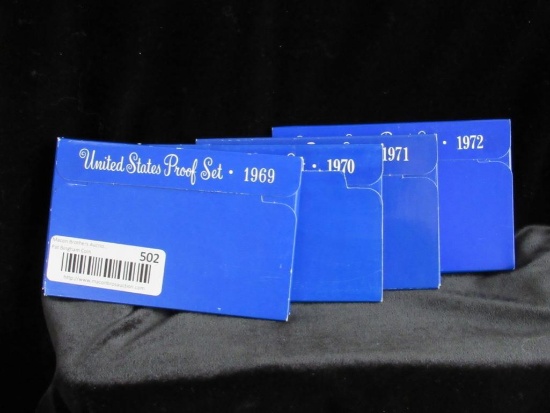 United States Proof Set · 1969
· 1970
1971
· 1972
502